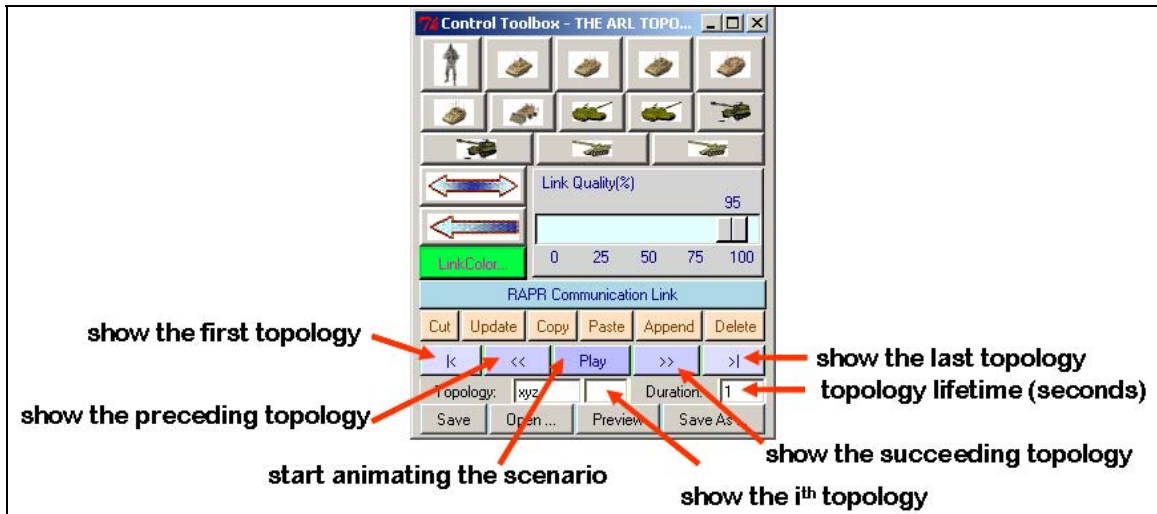 Control Toolbox - THE ARL TOPO...
Link Quality(%)
95
0 25 50 75 100
LinkColor...
RAPR Communication Link
Cut Update Copy Paste Append Delete
show the first topology
|< << Play >> >|
show the last topology
Topology: xyz Duration: 1
topology lifetime (seconds)
show the preceding topology
Save Open ... Preview Save As ...
show the succeeding topology
start animating the scenario
show the ith topology